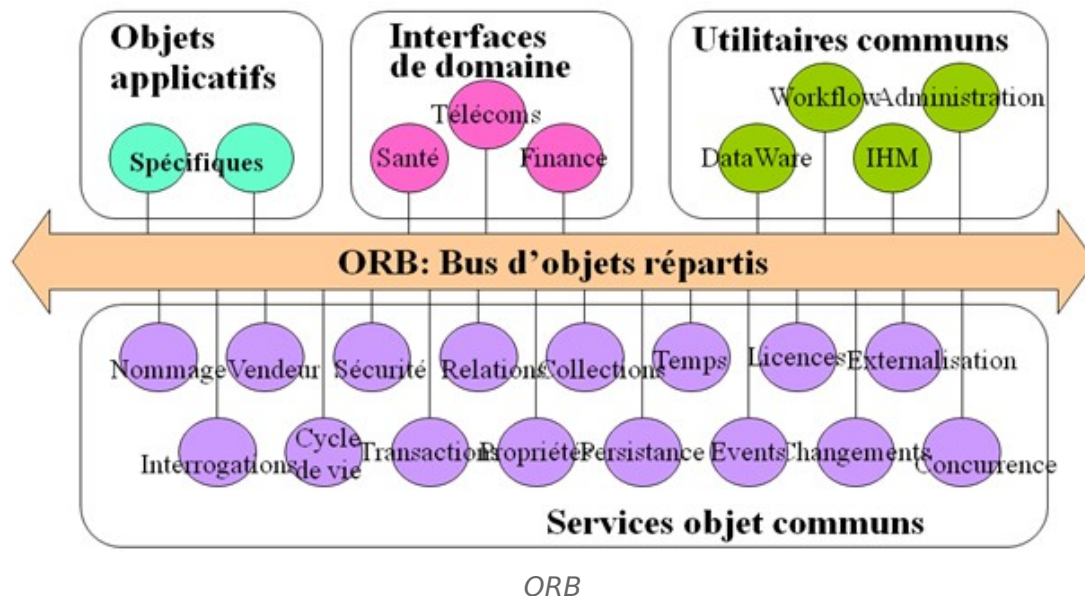 Objets
applicatifs
Spécifiques
Interfaces
de domaine
Télécoms
Santé
Finance
Utilitaires communs
Workflow
Administration
DataWare
IHM
ORB: Bus d’objets répartis
Nommage
Vendeur
Sécurité
Relations
Collections
Temps
Licences
Externalisation
Interrogations
Cycle
de vie
Transactions
Propriétés
Persistance
Events
Changements
Concurrence
Services objet communs
ORB